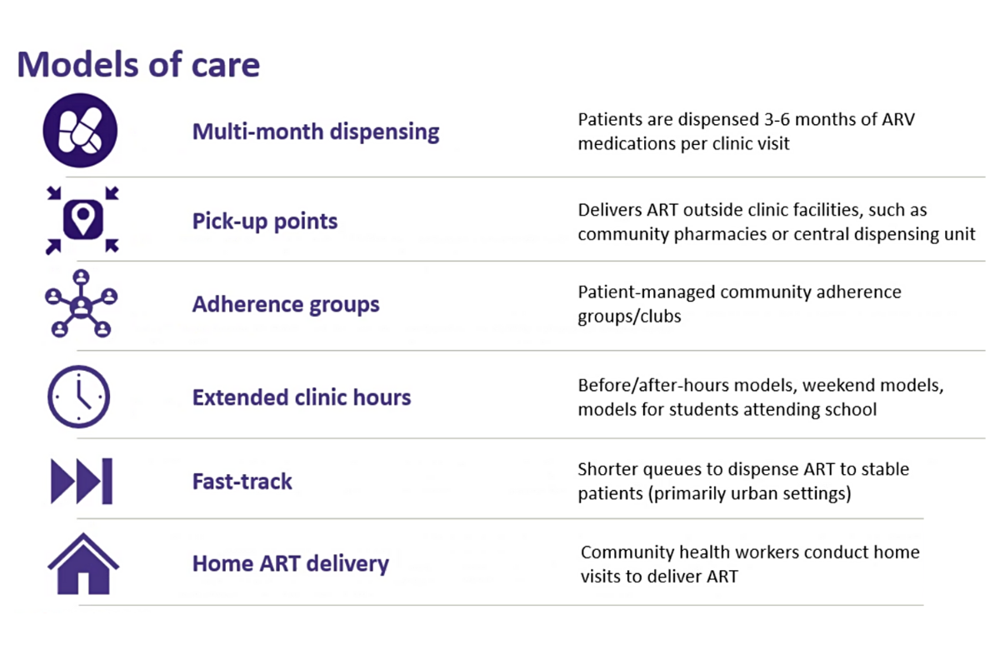 Models of care
Multi-month dispensing
Patients are dispensed 3-6 months of ARV
medications per clinic visit
Pick-up points
Delivers ART outside clinic facilities, such as
community pharmacies or central dispensing unit
Adherence groups
Patient-managed community adherence
groups/clubs
Extended clinic hours
Before/after-hours models, weekend models,
models for students attending school
Fast-track
Shorter queues to dispense ART to stable
patients (primarily urban settings)
Home ART delivery
Community health workers conduct home
visits to deliver ART